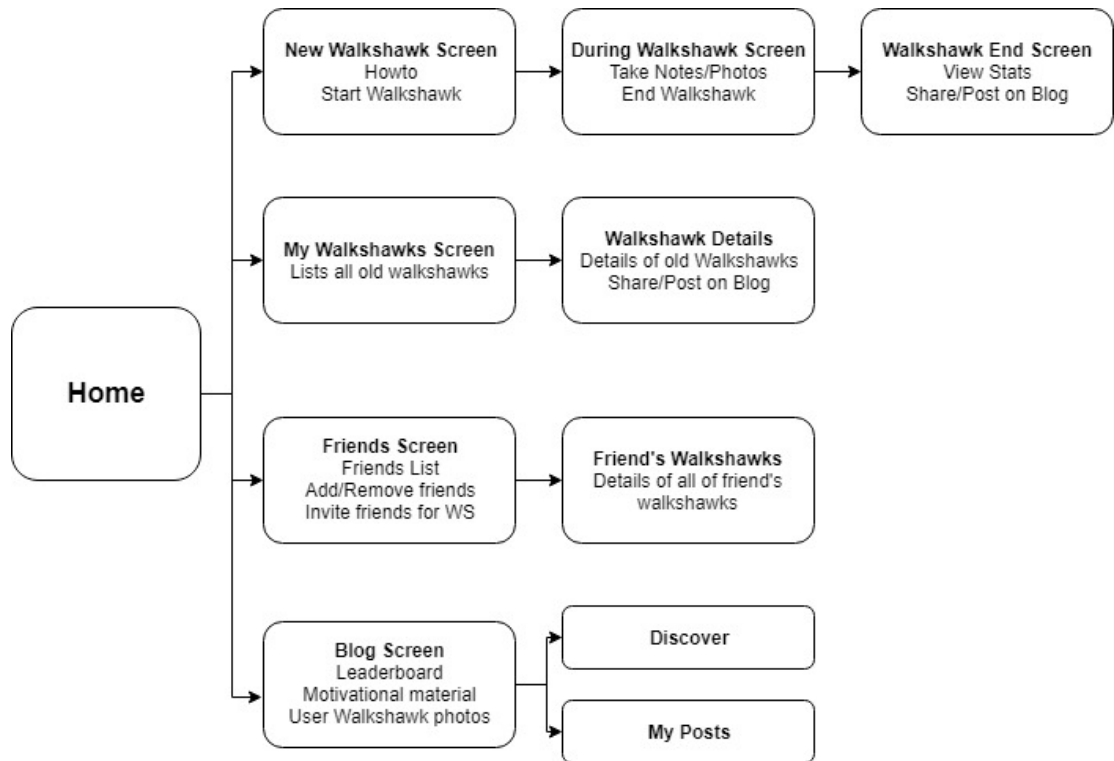 New Walkshawk Screen
Howto
Start Walkshawk
During Walkshawk Screen
Take Notes/Photos
End Walkshawk
Walkshawk End Screen
View Stats
Share/Post on Blog
My Walkshawks Screen
Lists all old walkshawks
Walkshawk Details
Details of old Walkshawks
Share/Post on Blog
Home
Friends Screen
Friends List
Add/Remove friends
Invite friends for WS
Friend's Walkshawks
Details of all of friend's
walkshawks
Blog Screen
Leaderboard
Motivational material
User Walkshawk photos
Discover
My Posts